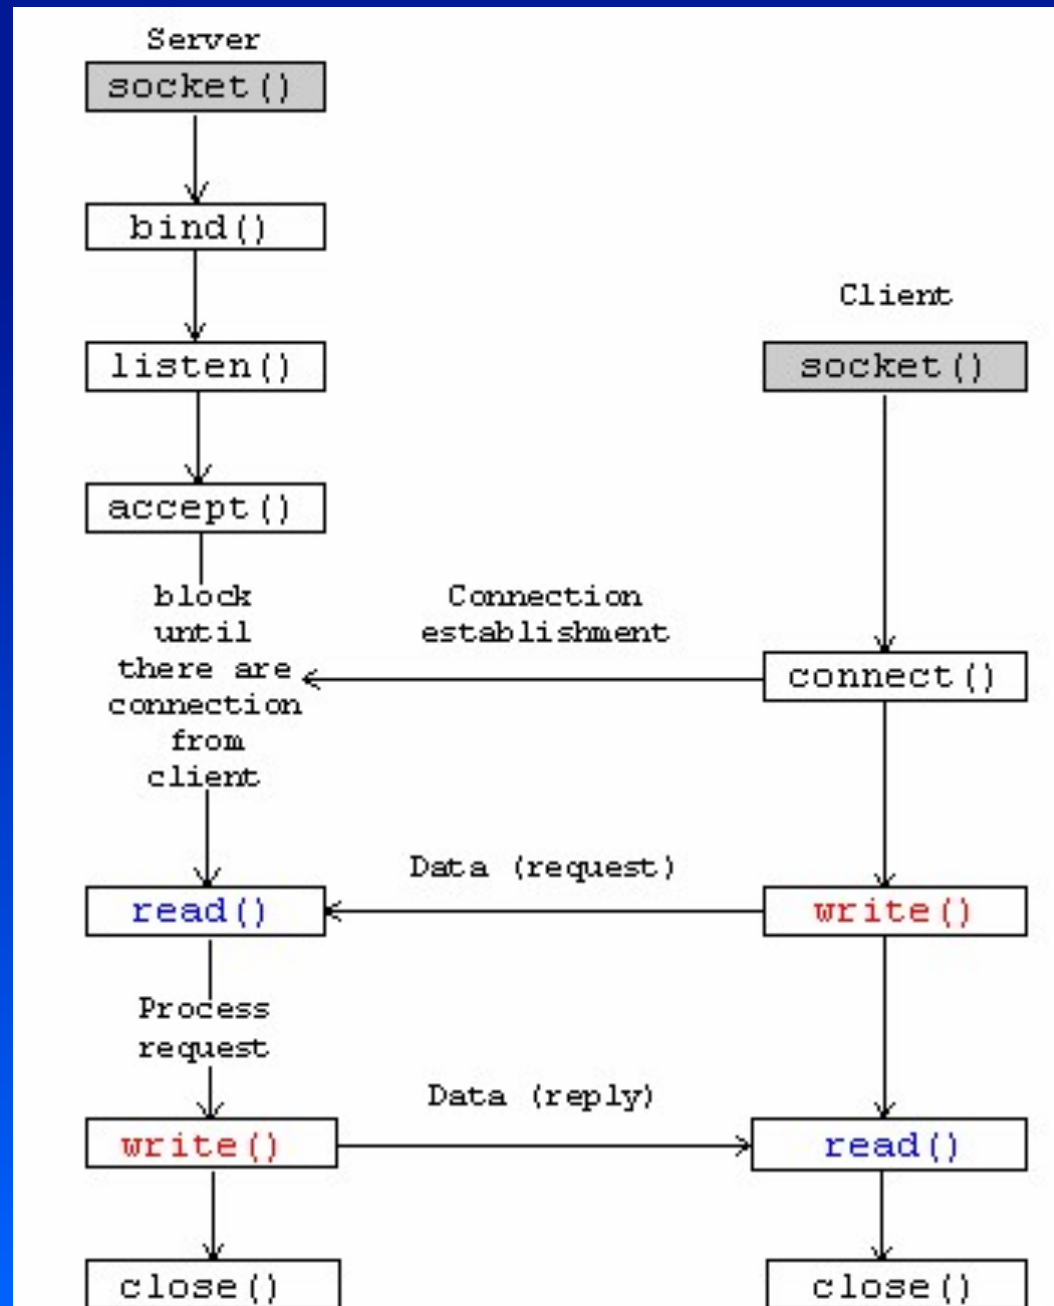 Server
socket()
bind()
listen()
accept()
block
until
there are
connection
from
client
read()
Process
request
write()
close()
Connection
establishment
Data (request)
Data (reply)
Client
socket()
connect()
write()
read()
close()